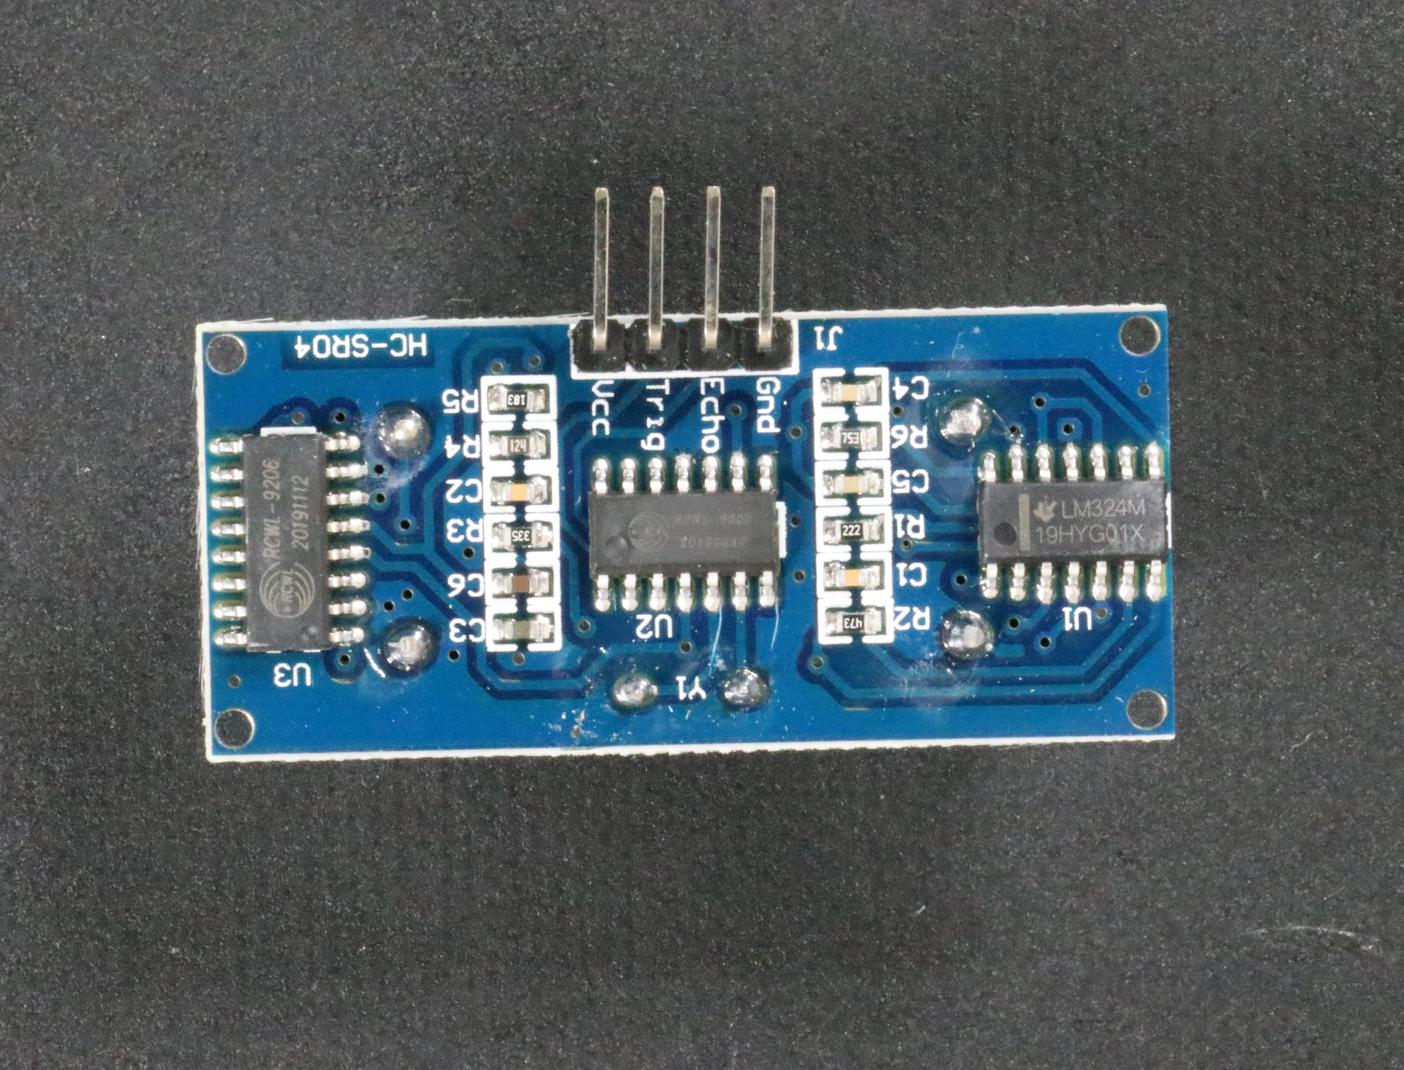 HC-SR04
J1
Vcc
Trig
Echo
Gnd
R5
183
R4
124
C2
R3
335
C6
C3
C4
R6
C5
R1
222
C1
R2
473
RCWL-9206
20191112
RCWL
U3
U2
Y1
LM324M
19HYG01X
U1